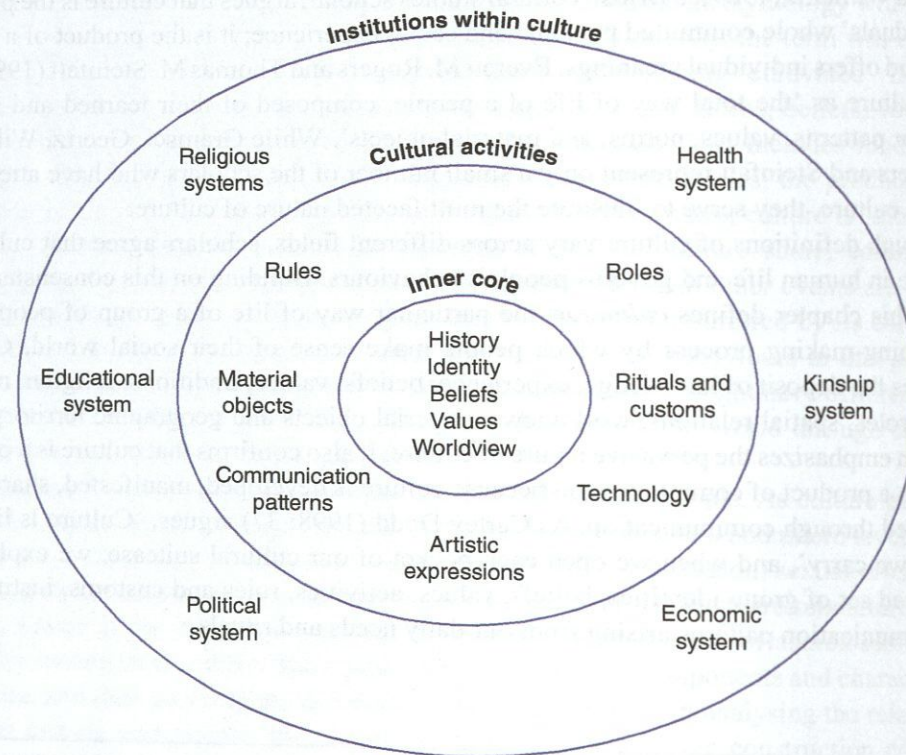 Institutions within culture
Religious
systems
Health
system
Cultural activities
Rules
Roles
Inner core
History
Identity
Beliefs
Values
Worldview
Educational
system
Material
objects
Rituals and
customs
Kinship
system
Communication
patterns
Technology
Artistic
expressions
Political
system
Economic
system